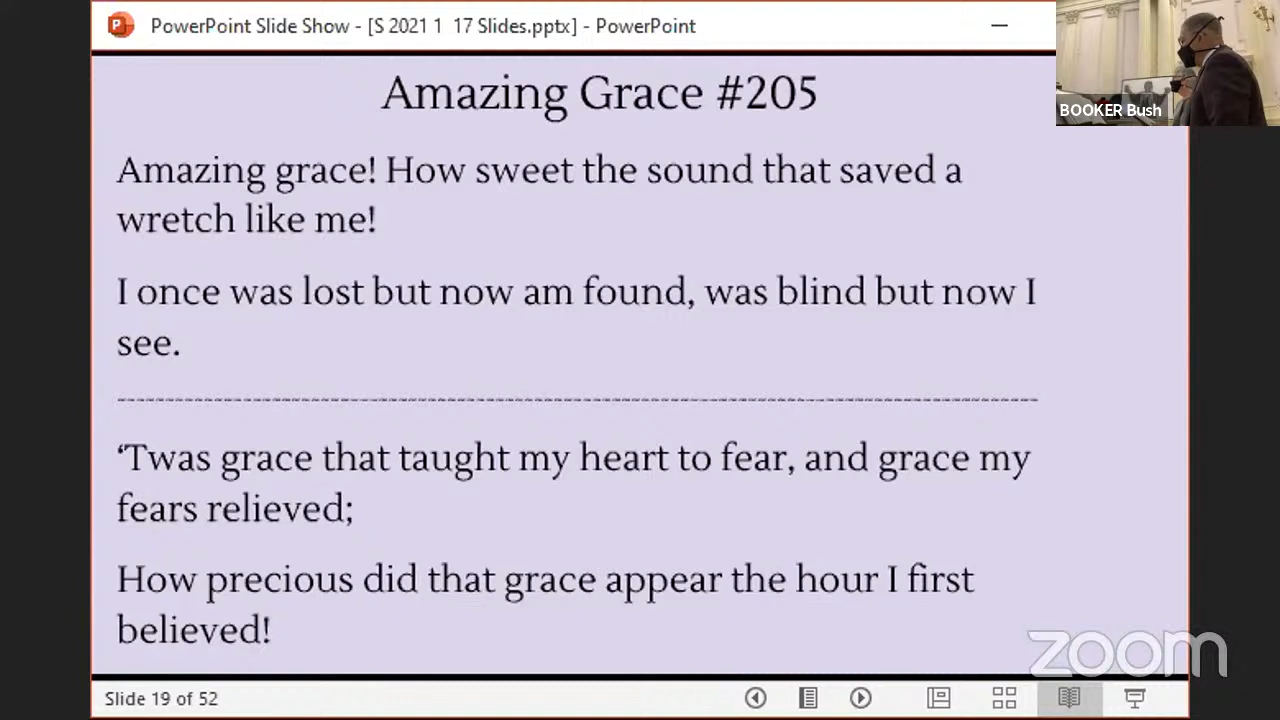 PowerPoint Slide Show - [S 2021 1 17 Slides.pptx] - PowerPoint
BOOKER Bush
Amazing Grace #205
Amazing grace! How sweet the sound that saved a
wretch like me!
I once was lost but now am found, was blind but now I
see.
‘Twas grace that taught my heart to fear, and grace my
fears relieved;
How precious did that grace appear the hour I first
believed!
zoom
Slide 19 of 52